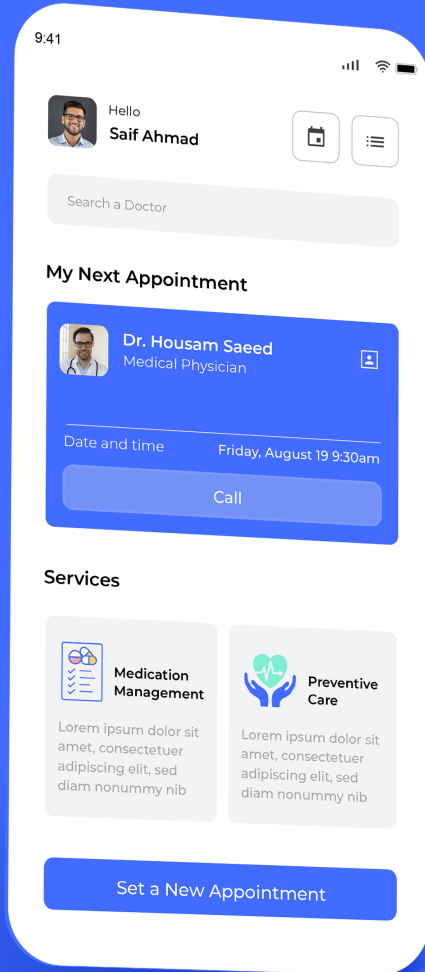 9:41
Hello
Saif Ahmad
Search a Doctor
My Next Appointment
Dr. Housam Saeed
Medical Physician
Date and time
Friday, August 19 9:30am
Call
Services
Medication
Management
Lorem ipsum dolor sit
amet, consectetuer
adipiscing elit, sed
diam nonummy nib
Preventive
Care
Lorem ipsum dolor sit
amet, consectetuer
adipiscing elit, sed
diam nonummy nib
Set a New Appointment